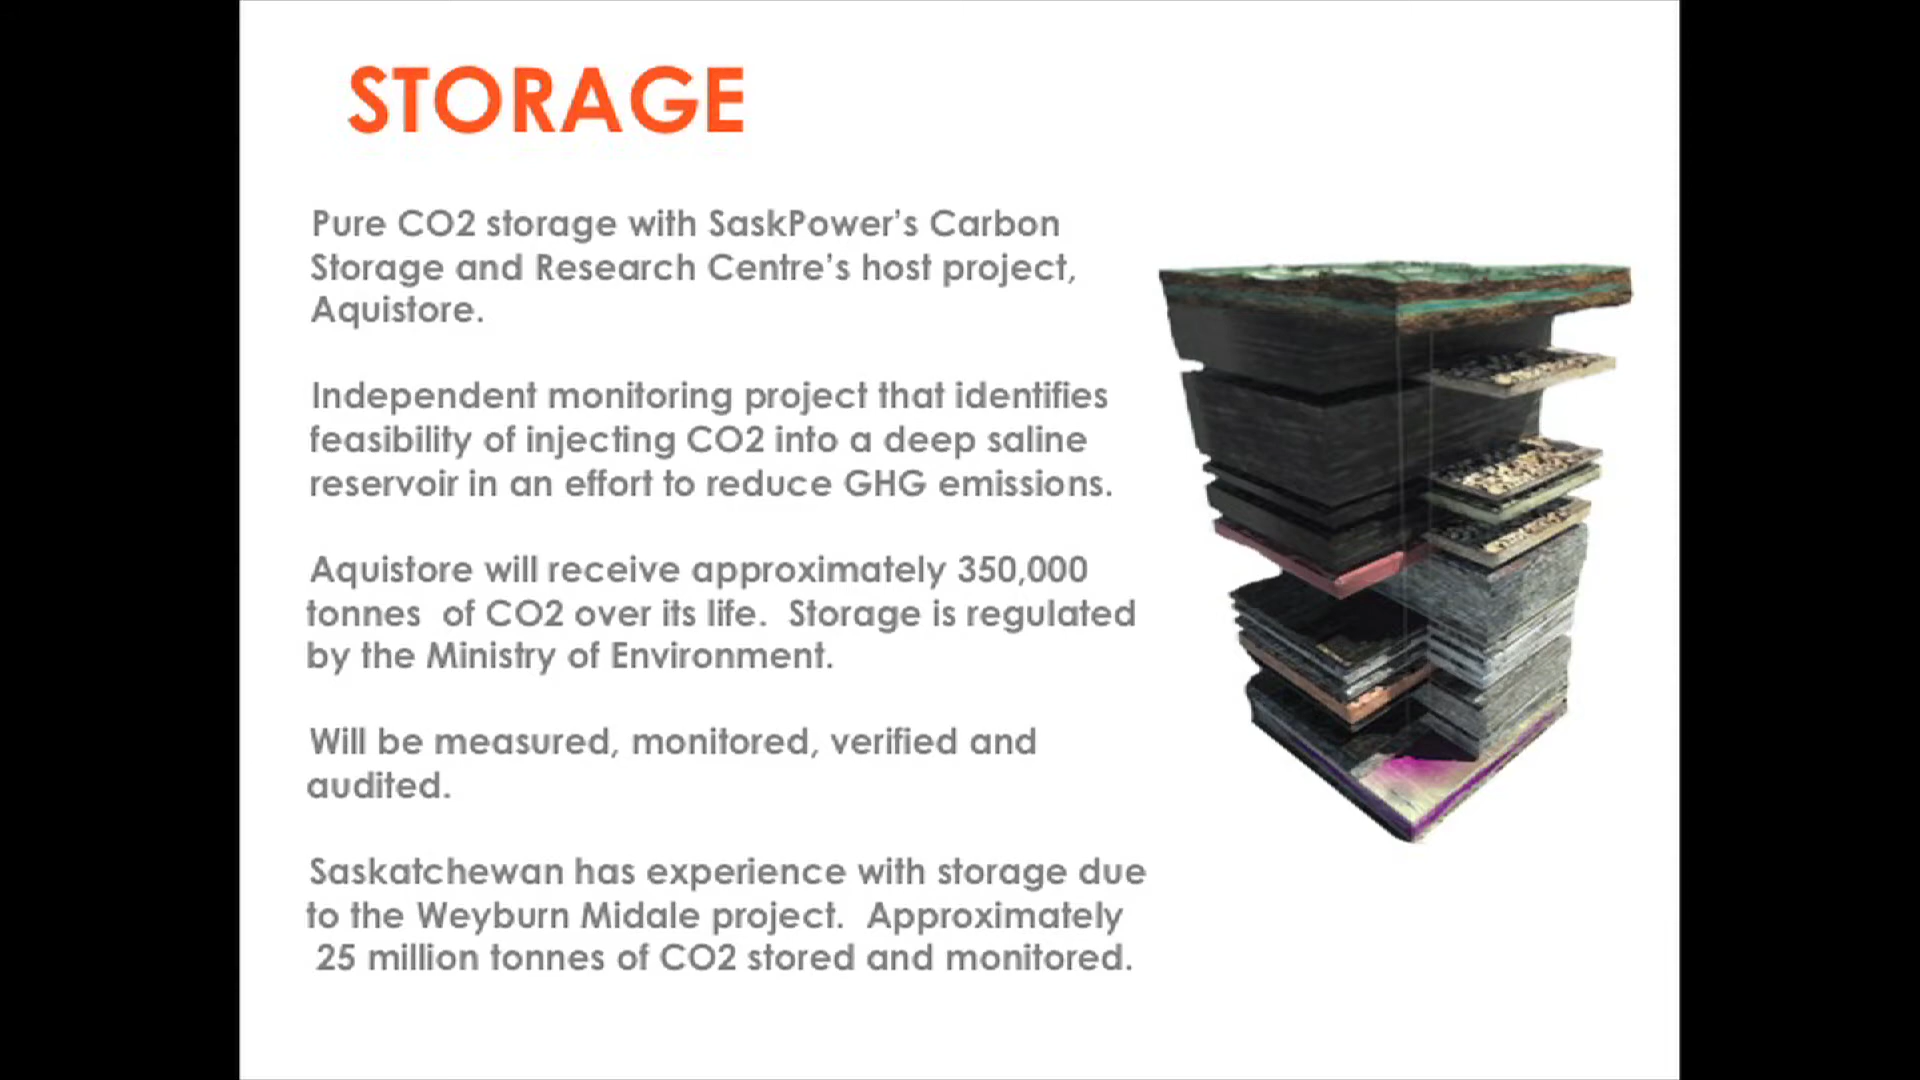 STORAGE
Pure CO2 storage with SaskPower’s Carbon
Storage and Research Centre’s host project,
Aquistore.
Independent monitoring project that identifies
feasibility of injecting CO2 into a deep saline
reservoir in an effort to reduce GHG emissions.
Aquistore will receive approximately 350,000
tonnes  of CO2 over its life.  Storage is regulated
by the Ministry of Environment.
Will be measured, monitored, verified and
audited.
Saskatchewan has experience with storage due
to the Weyburn Midale project.  Approximately
25 million tonnes of CO2 stored and monitored.